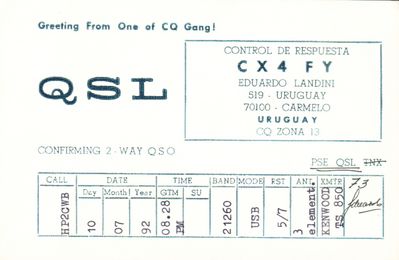 Greeting From One of CQ Gang!
QSL
CONTROL DE RESPUESTA
CX4 FY
EDUARDO LANDINI
519 - URUGUAY
70100 - CARMELO
URUGUAY
CQ ZONA 13
CONFIRMING 2-WAY QSO
PSE QSL TNX
CALL DATE TIME BAND MODE RST ANT XMTR
Day Month Year GTM SU
HP2CWB 10 07 92 08.28 PM 21260 USB 5/7 3 element. KENWOOD TS 850
73
Eduardo